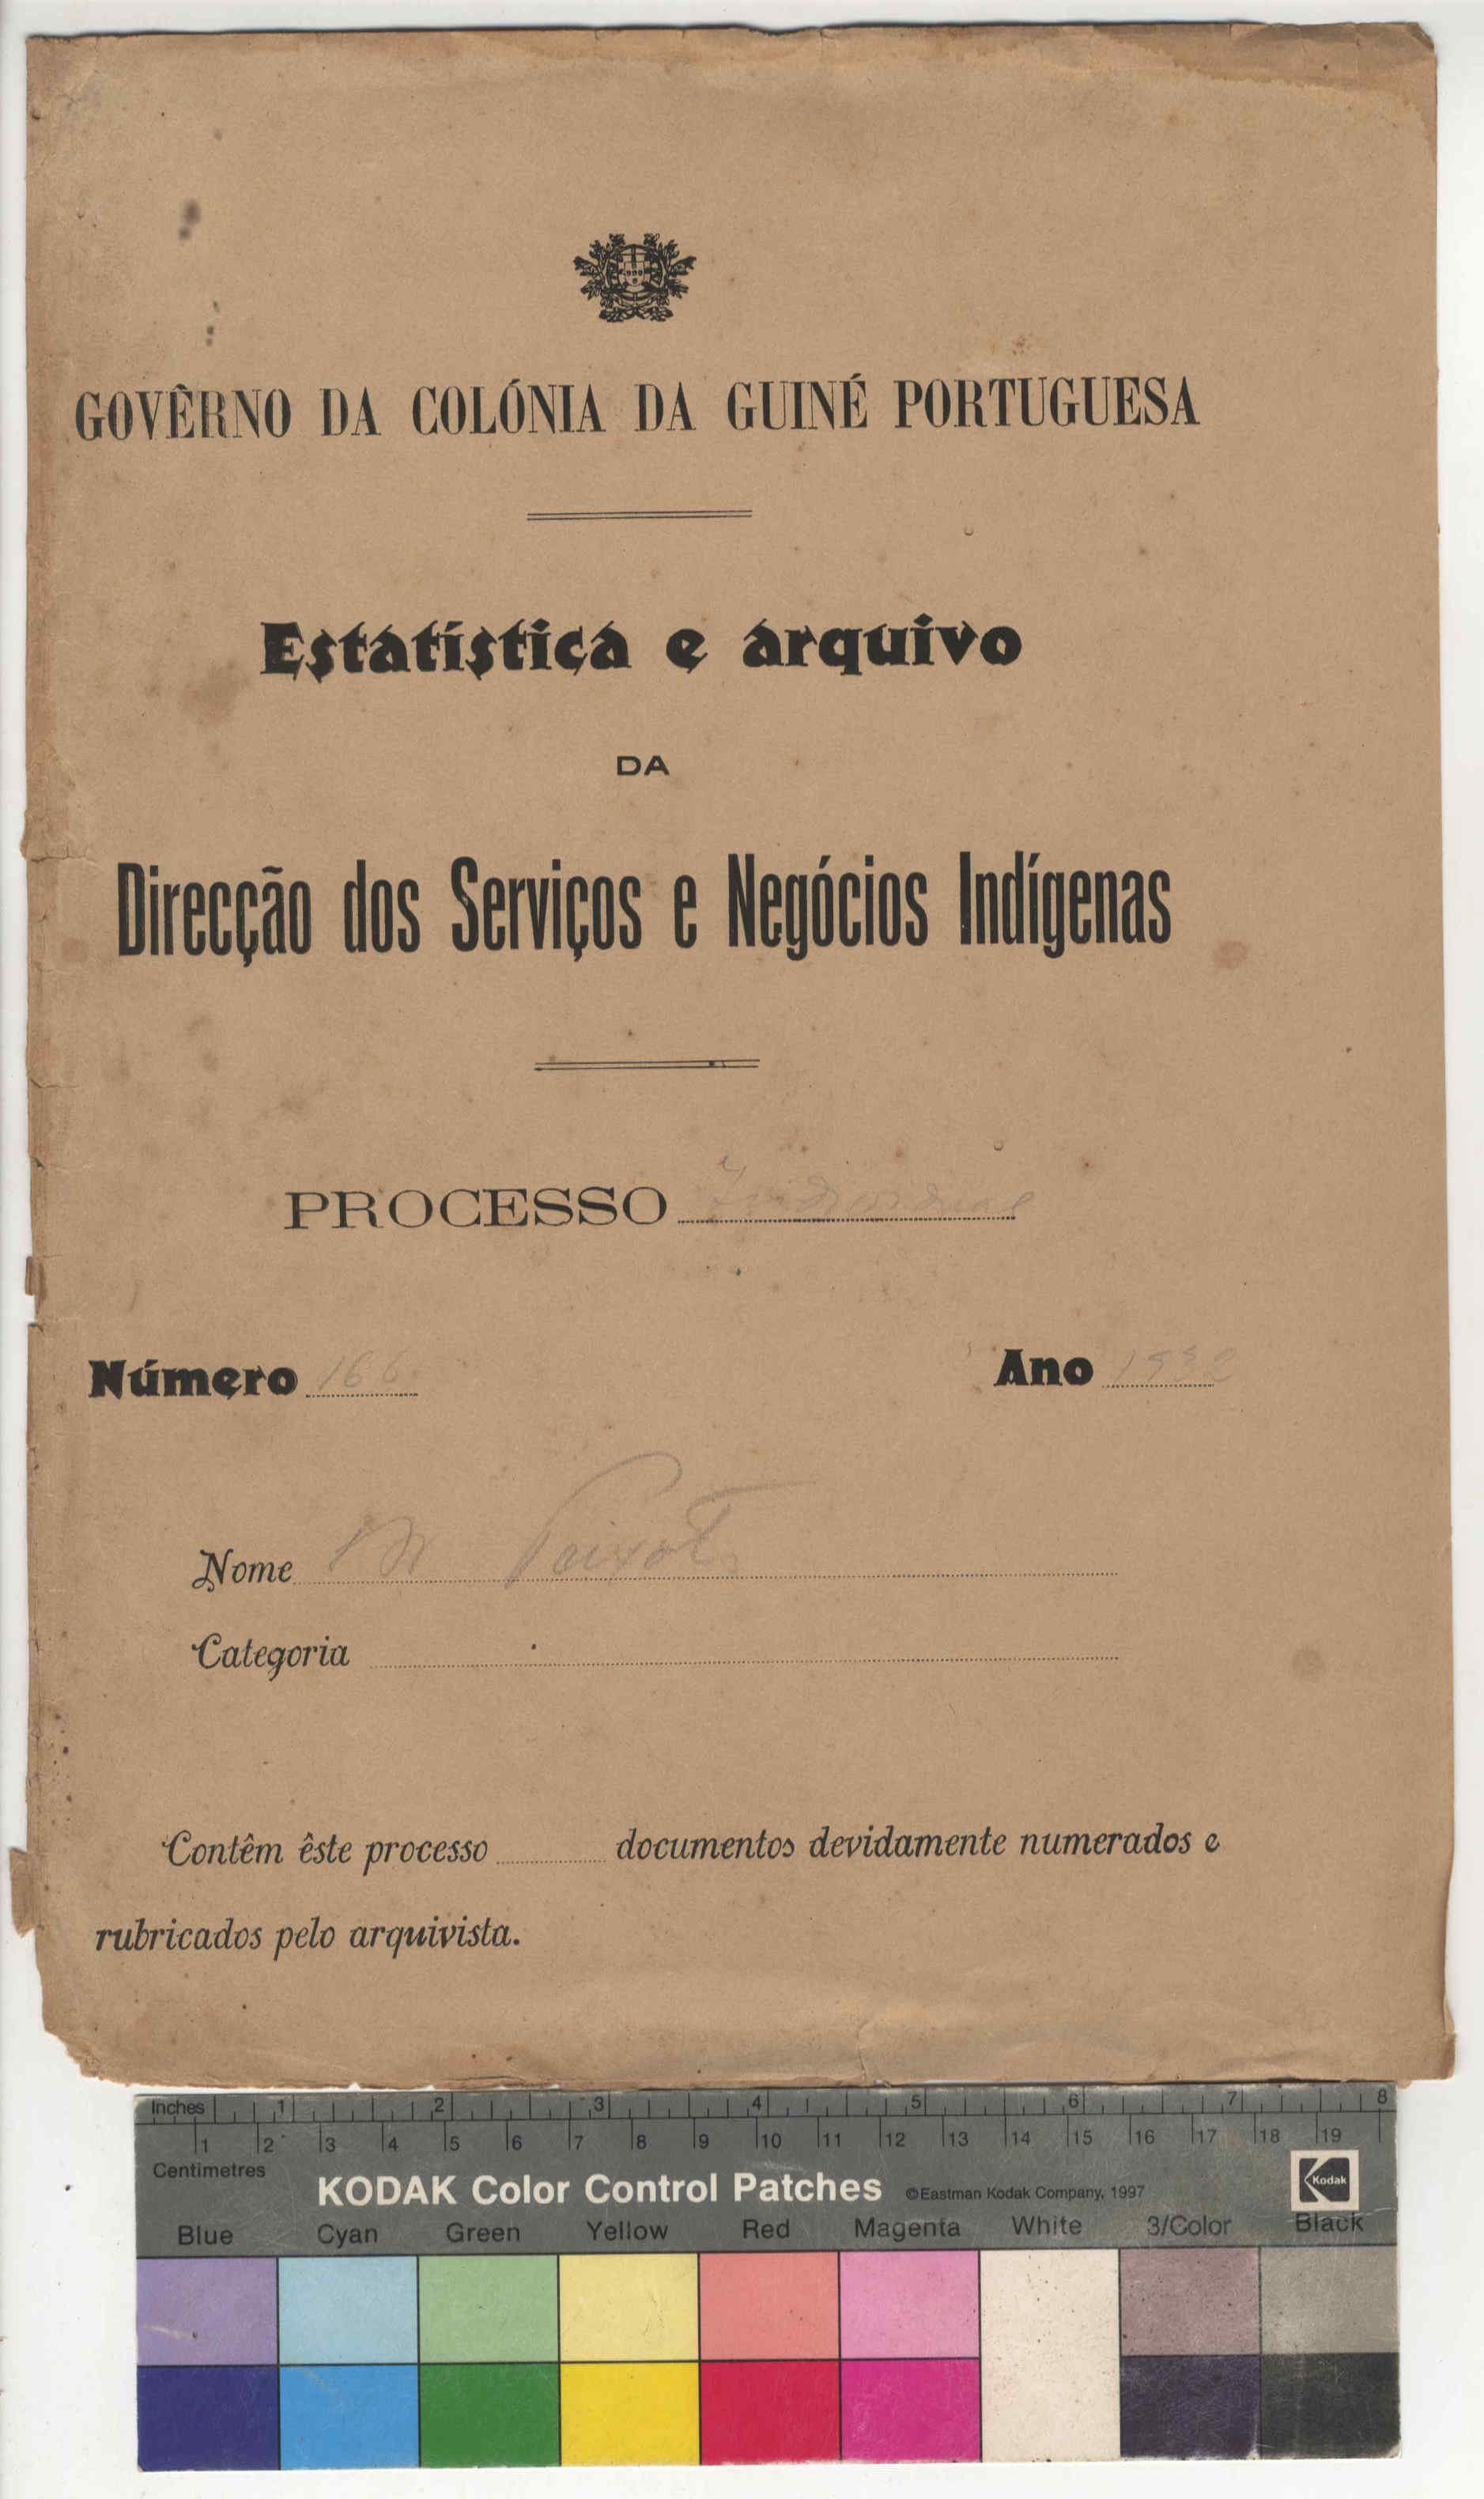 GOVÊRNO DA COLÓNIA DA GUINÉ PORTUGUESA
Estatística e arquivo
DA
Direcção dos Serviços e Negócios Indígenas
PROCESSO
Número 166 Ano
Nome Peixot
Categoria
Contêm êste processo documentos devidamente numerados e
rubricados pelo arquivista.
Inches 1 2 3 4 5 6 7 8
1 2 3 4 5 6 7 8 9 10 11 12 13 14 15 16 17 18 19
Centimetres
KODAK Color Control Patches ©Eastman Kodak Company, 1997 Kodak
Blue Cyan Green Yellow Red Magenta White 3/Color Black